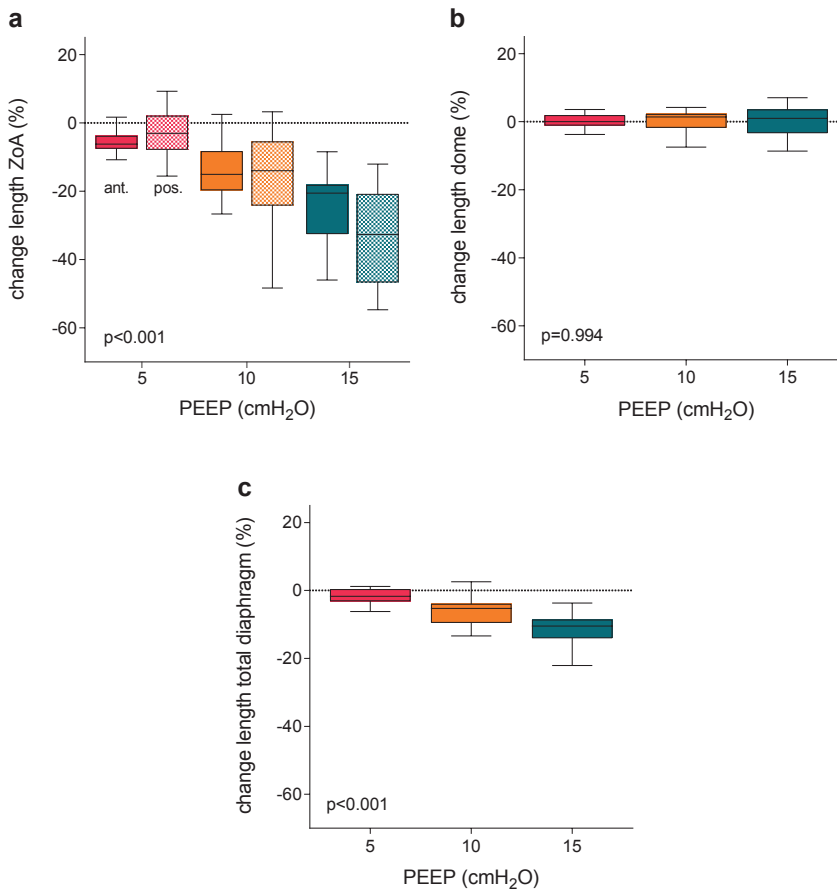 a
change length ZoA (%)
20
0
-20
-40
-60
ant.
pos.
p<0.001
5
10
15
PEEP (cmH₂O)
b
change length dome (%)
20
0
-20
-40
-60
p=0.994
5
10
15
PEEP (cmH₂O)
c
change length total diaphragm (%)
20
0
-20
-40
-60
p<0.001
5
10
15
PEEP (cmH₂O)